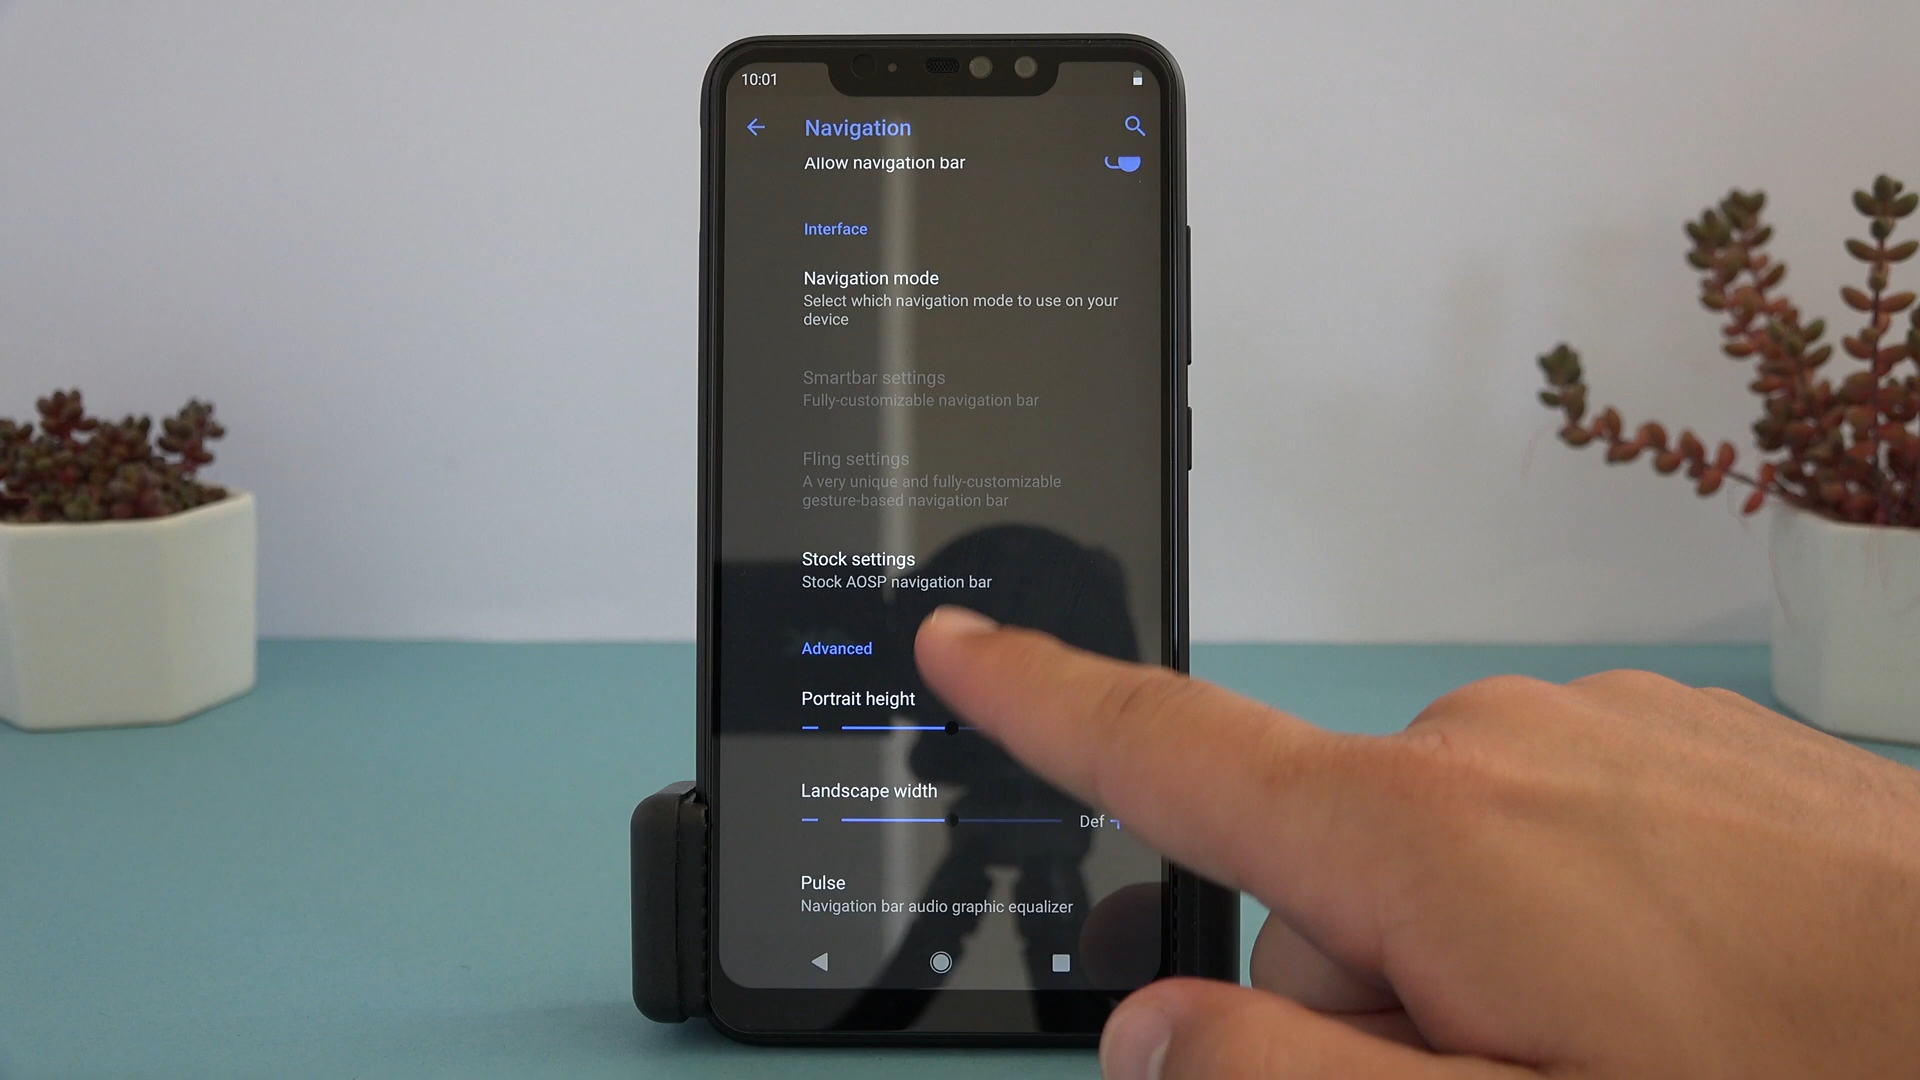 10:01
Navigation
Allow navigation bar
Interface
Navigation mode
Select which navigation mode to use on your
device
Smartbar settings
Fully-customizable navigation bar
Fling settings
A very unique and fully-customizable
gesture-based navigation bar
Stock settings
Stock AOSP navigation bar
Advanced
Portrait height
Landscape width
Def
Pulse
Navigation bar audio graphic equalizer